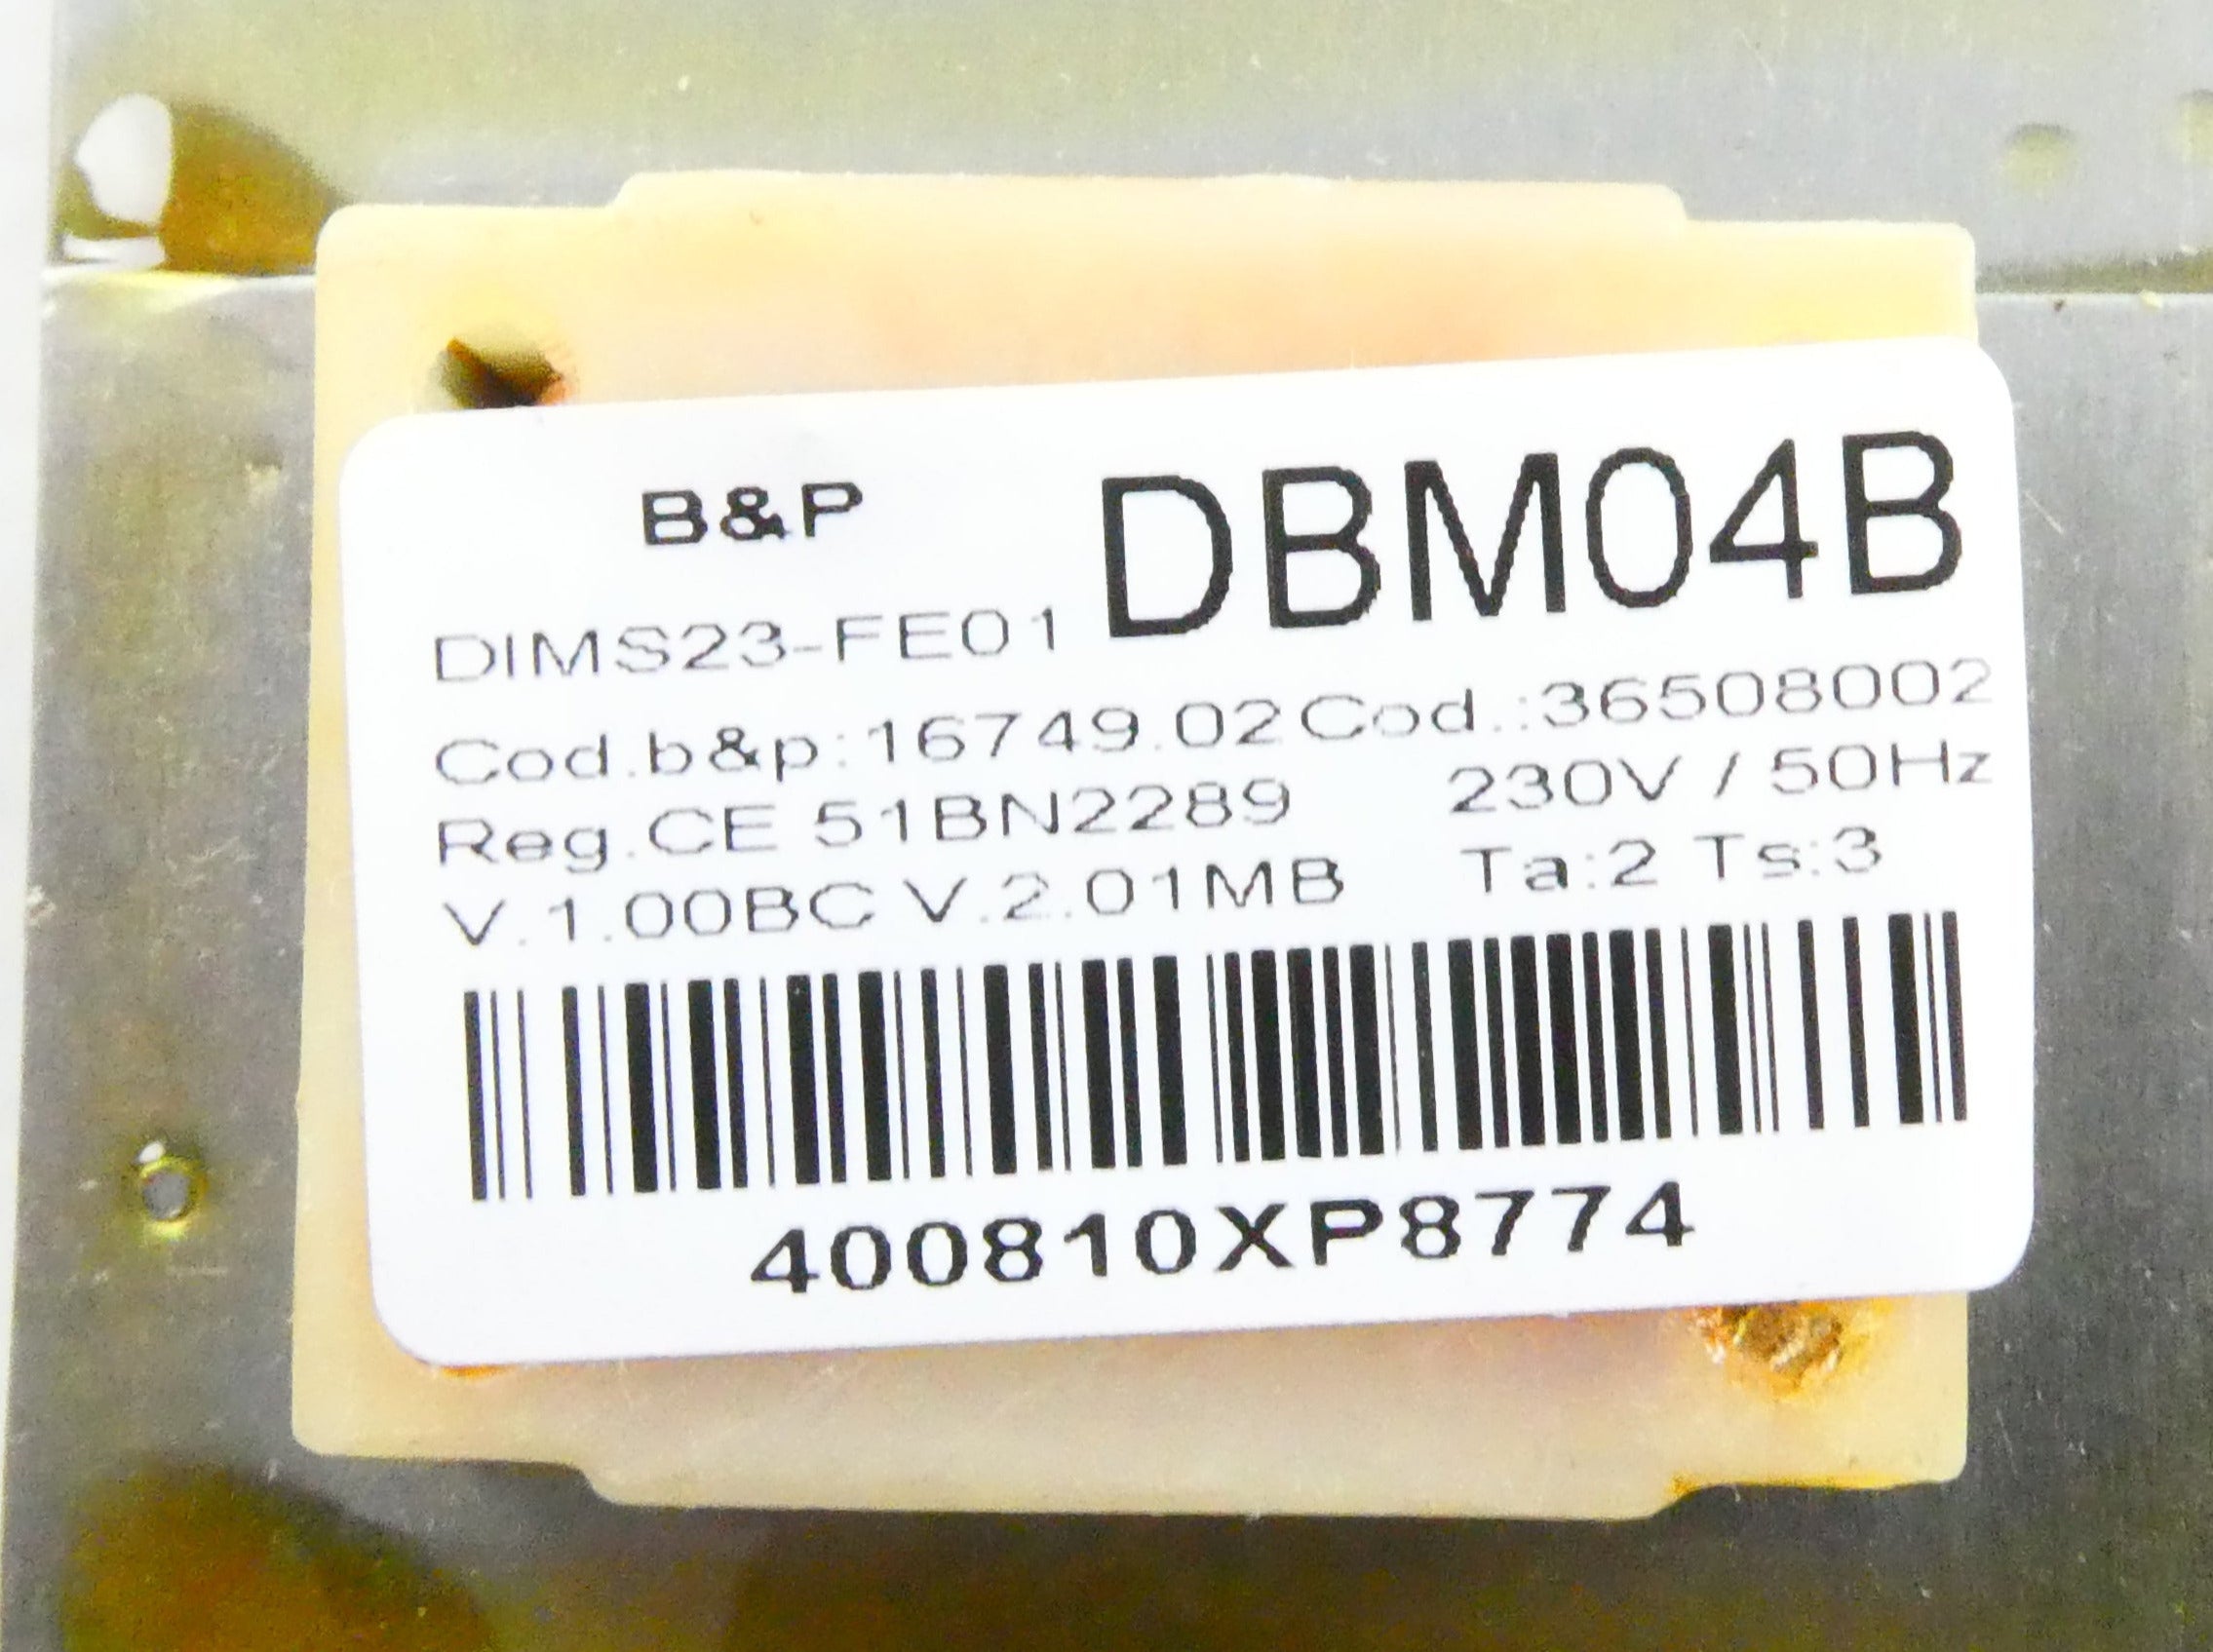 B&P DBM04B
DIMS23-FE01
Cod.b&p:16749.02 Cod.:36508002
Reg.CE 51BN2289 230V / 50Hz
V.1.00BC V.2.01MB Ta:2 Ts:3
400810XP8774